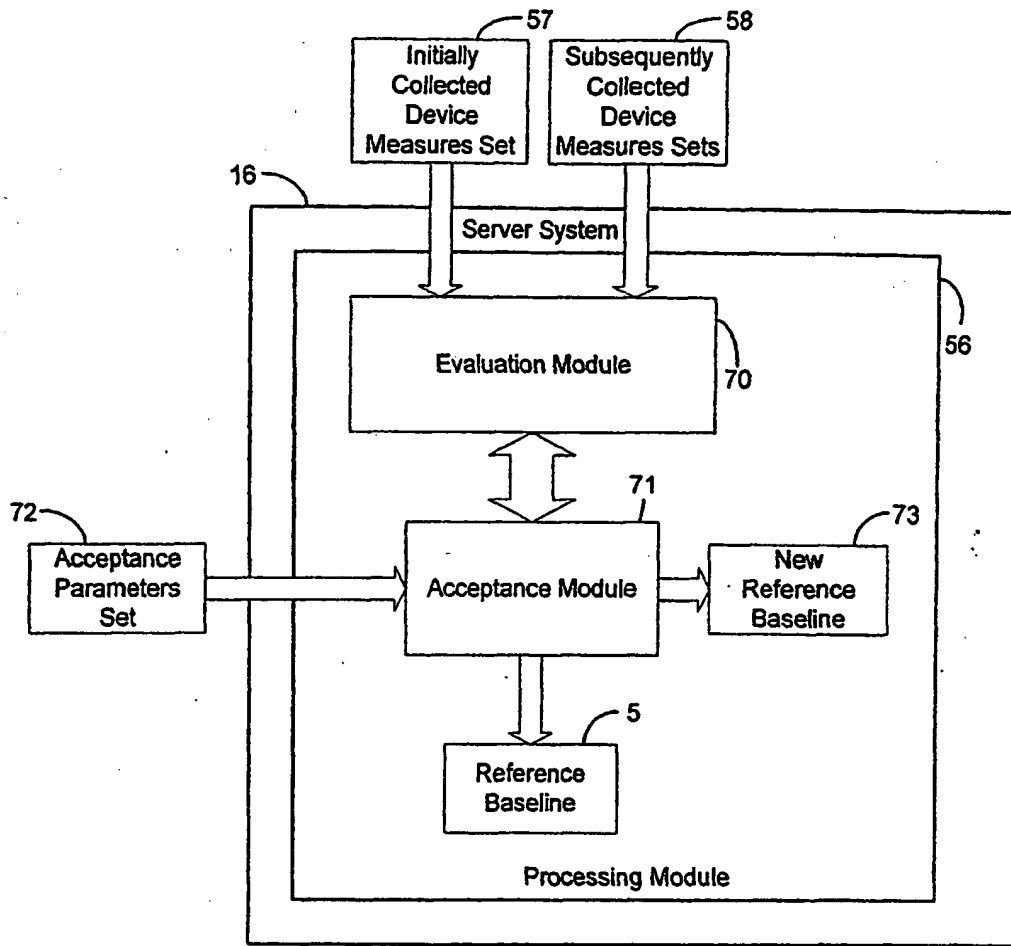 57
58
Initially
Collected
Device
Measures Set
Subsequently
Collected
Device
Measures Sets
16
Server System
56
Evaluation Module
70
71
72
73
Acceptance
Parameters
Set
Acceptance Module
New
Reference
Baseline
5
Reference
Baseline
Processing Module